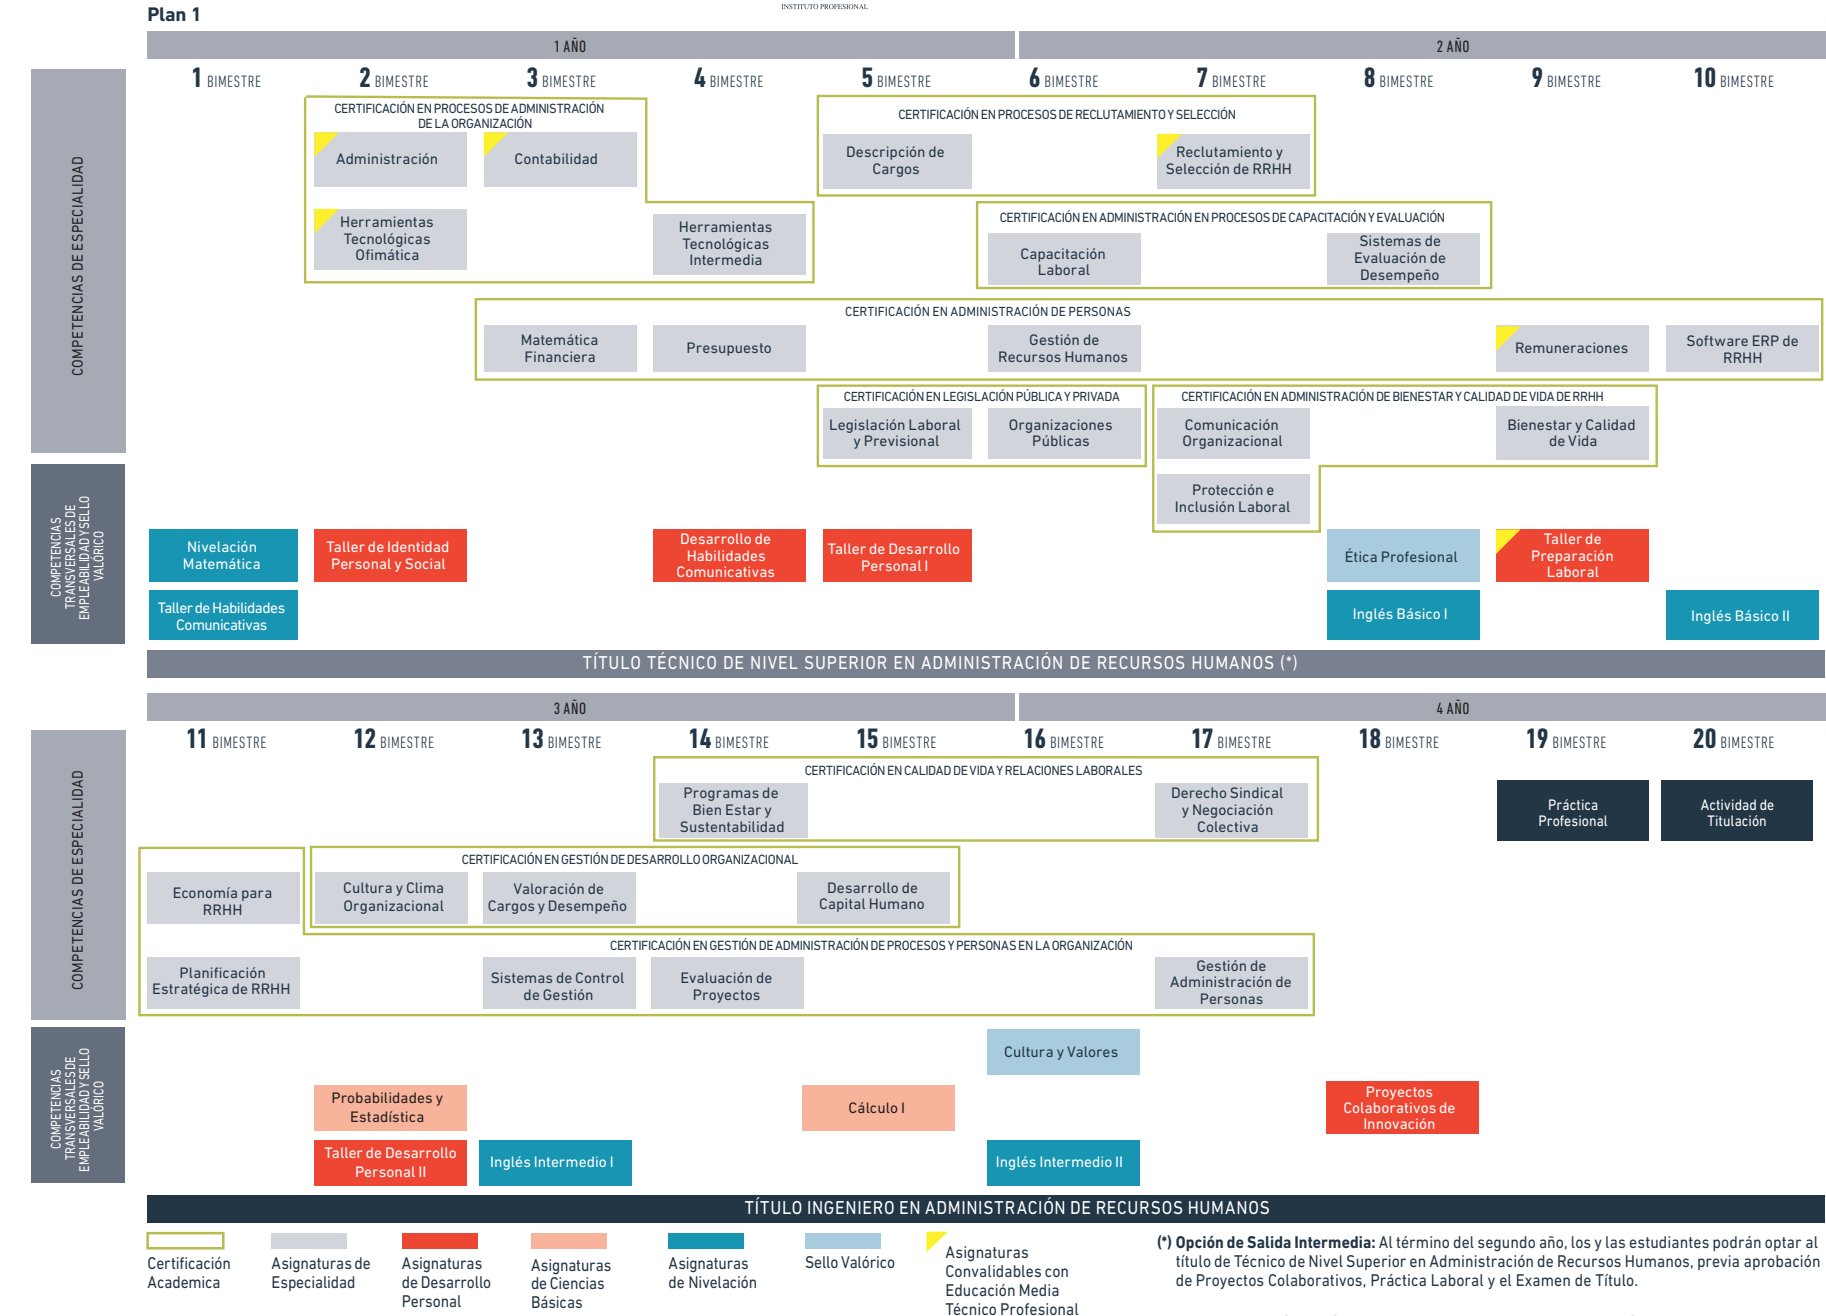 INSTITUTO PROFESIONAL
Plan 1
1 AÑO
2 AÑO
1 BIMESTRE
2 BIMESTRE
3 BIMESTRE
4 BIMESTRE
5 BIMESTRE
6 BIMESTRE
7 BIMESTRE
8 BIMESTRE
9 BIMESTRE
10 BIMESTRE
COMPETENCIAS DE ESPECIALIDAD
CERTIFICACIÓN EN PROCESOS DE ADMINISTRACIÓN
DE LA ORGANIZACIÓN
CERTIFICACIÓN EN PROCESOS DE RECLUTAMIENTO Y SELECCIÓN
Administración
Contabilidad
Descripción de
Cargos
Reclutamiento y
Selección de RRHH
Herramientas
Tecnológicas
Ofimática
Herramientas
Tecnológicas
Intermedia
CERTIFICACIÓN EN ADMINISTRACIÓN EN PROCESOS DE CAPACITACIÓN Y EVALUACIÓN
Capacitación
Laboral
Sistemas de
Evaluación de
Desempeño
CERTIFICACIÓN EN ADMINISTRACIÓN DE PERSONAS
Matemática
Financiera
Presupuesto
Gestión de
Recursos Humanos
Remuneraciones
Software ERP de
RRHH
CERTIFICACIÓN EN LEGISLACIÓN PÚBLICA Y PRIVADA
CERTIFICACIÓN EN ADMINISTRACIÓN DE BIENESTAR Y CALIDAD DE VIDA DE RRHH
Legislación Laboral
y Previsional
Organizaciones
Públicas
Comunicación
Organizacional
Bienestar y Calidad
de Vida
Protección e
Inclusión Laboral
COMPETENCIAS
TRANSVERSALES DE
EMPLEABILIDAD Y SELLO
VALÓRICO
Nivelación
Matemática
Taller de Identidad
Personal y Social
Desarrollo de
Habilidades
Comunicativas
Taller de Desarrollo
Personal I
Ética Profesional
Taller de
Preparación
Laboral
Taller de Habilidades
Comunicativas
Inglés Básico I
Inglés Básico II
TÍTULO TÉCNICO DE NIVEL SUPERIOR EN ADMINISTRACIÓN DE RECURSOS HUMANOS (*)
3 AÑO
4 AÑO
11 BIMESTRE
12 BIMESTRE
13 BIMESTRE
14 BIMESTRE
15 BIMESTRE
16 BIMESTRE
17 BIMESTRE
18 BIMESTRE
19 BIMESTRE
20 BIMESTRE
COMPETENCIAS DE ESPECIALIDAD
CERTIFICACIÓN EN CALIDAD DE VIDA Y RELACIONES LABORALES
Programas de
Bien Estar y
Sustentabilidad
Derecho Sindical
y Negociación
Colectiva
Práctica
Profesional
Actividad de
Titulación
CERTIFICACIÓN EN GESTIÓN DE DESARROLLO ORGANIZACIONAL
Economía para
RRHH
Cultura y Clima
Organizacional
Valoración de
Cargos y Desempeño
Desarrollo de
Capital Humano
CERTIFICACIÓN EN GESTIÓN DE ADMINISTRACIÓN DE PROCESOS Y PERSONAS EN LA ORGANIZACIÓN
Planificación
Estratégica de RRHH
Sistemas de Control
de Gestión
Evaluación de
Proyectos
Gestión de
Administración de
Personas
COMPETENCIAS
TRANSVERSALES DE
EMPLEABILIDAD Y SELLO
VALÓRICO
Cultura y Valores
Probabilidades y
Estadística
Cálculo I
Proyectos
Colaborativos de
Innovación
Taller de Desarrollo
Personal II
Inglés Intermedio I
Inglés Intermedio II
TÍTULO INGENIERO EN ADMINISTRACIÓN DE RECURSOS HUMANOS
Certificación
Academica
Asignaturas de
Especialidad
Asignaturas
de Desarrollo
Personal
Asignaturas
de Ciencias
Básicas
Asignaturas
de Nivelación
Sello Valórico
Asignaturas
Convalidables con
Educación Media
Técnico Profesional
(*) Opción de Salida Intermedia: Al término del segundo año, los y las estudiantes podrán optar al
título de Técnico de Nivel Superior en Administración de Recursos Humanos, previa aprobación
de Proyectos Colaborativos, Práctica Laboral y el Examen de Título.